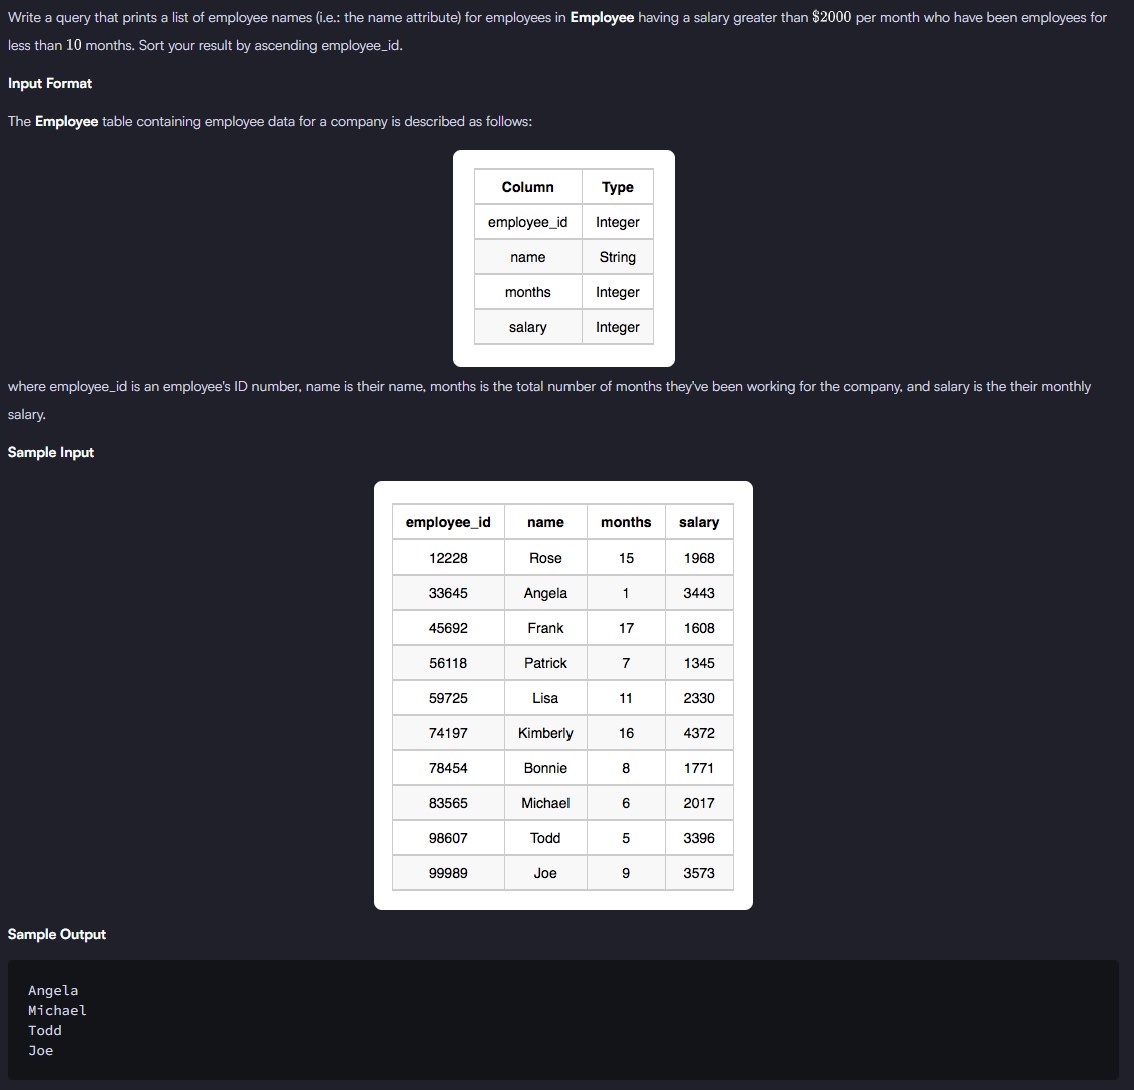 Write a query that prints a list of employee names (i.e.: the name attribute) for employees in Employee having a salary greater than $2000 per month who have been employees for
less than 10 months. Sort your result by ascending employee_id.
Input Format
The Employee table containing employee data for a company is described as follows:
Column Type
employee_id Integer
name String
months Integer
salary Integer
where employee_id is an employee's ID number, name is their name, months is the total number of months they've been working for the company, and salary is the their monthly
salary.
Sample Input
employee_id name months salary
12228 Rose 15 1968
33645 Angela 1 3443
45692 Frank 17 1608
56118 Patrick 7 1345
59725 Lisa 11 2330
74197 Kimberly 16 4372
78454 Bonnie 8 1771
83565 Michael 6 2017
98607 Todd 5 3396
99989 Joe 9 3573
Sample Output
Angela
Michael
Todd
Joe